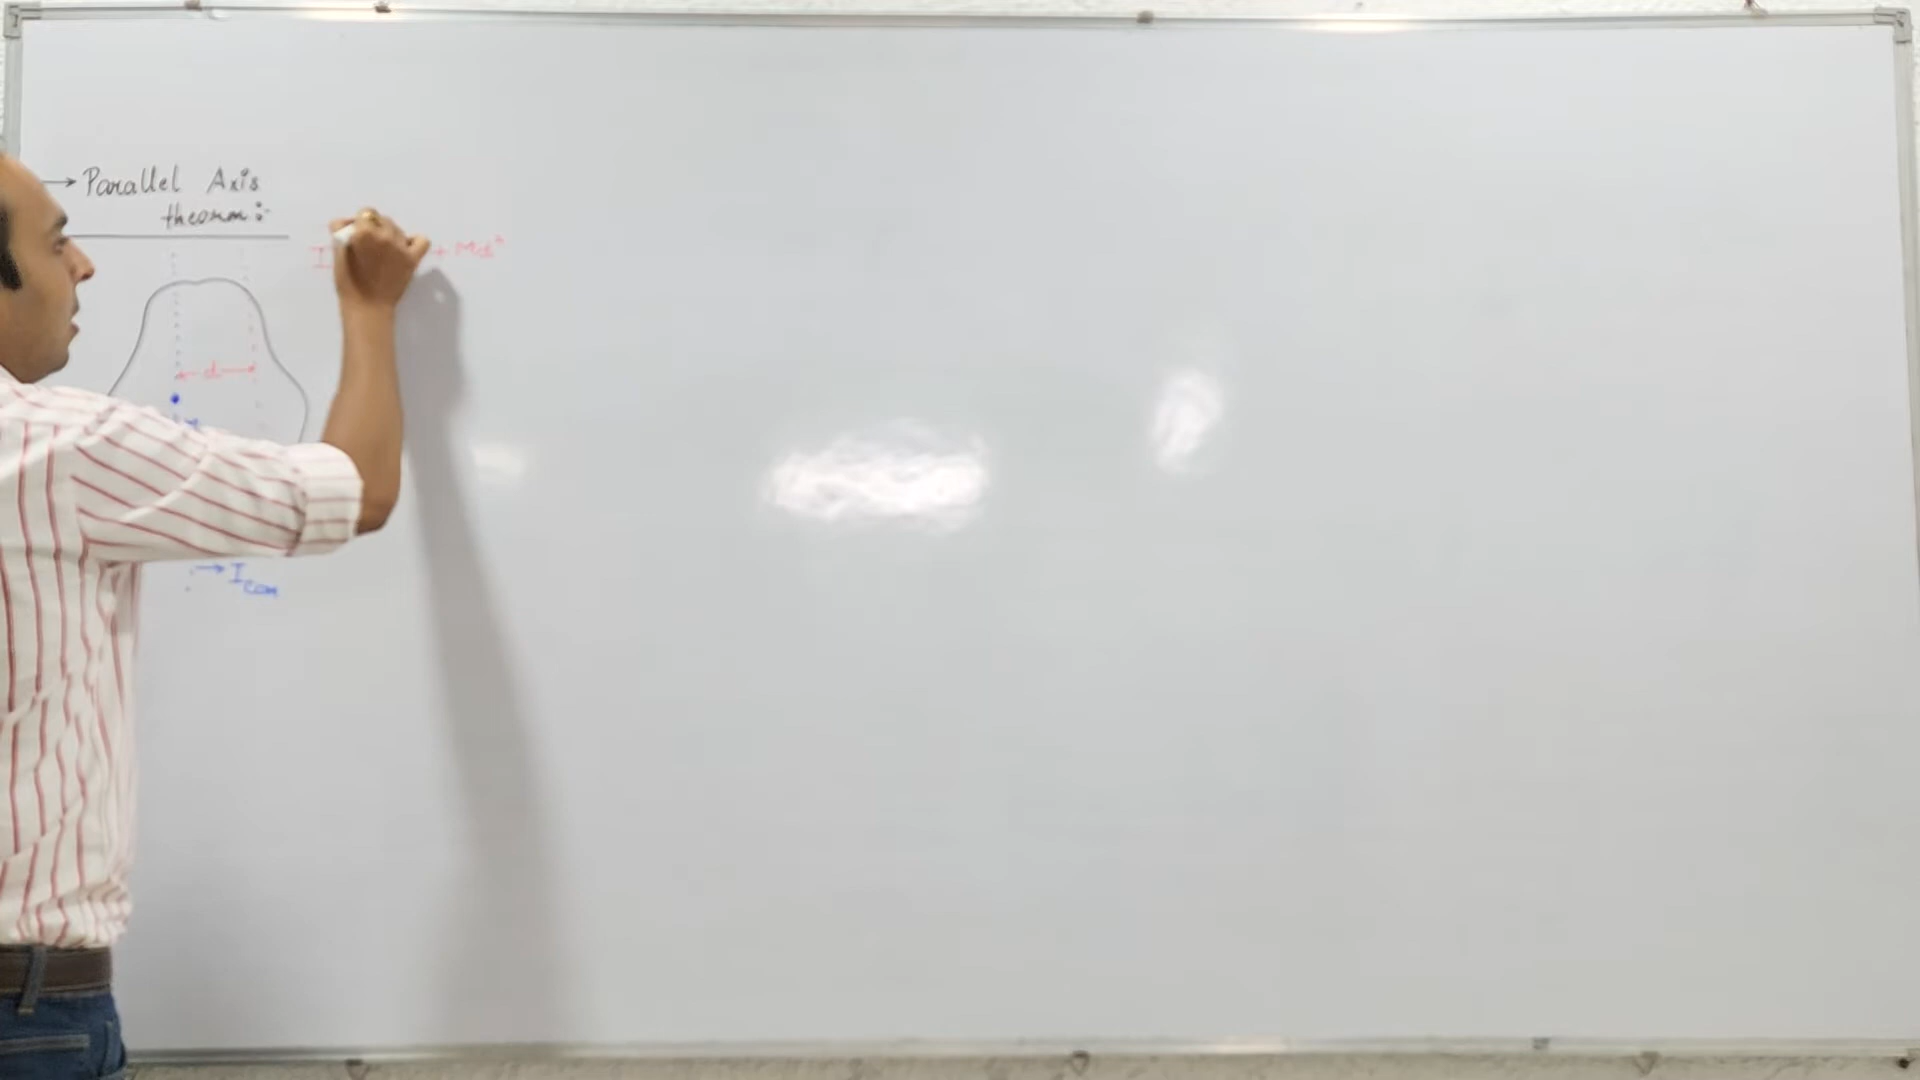 → Parallel Axis
theorem :-
I + Md²
d
→ I com